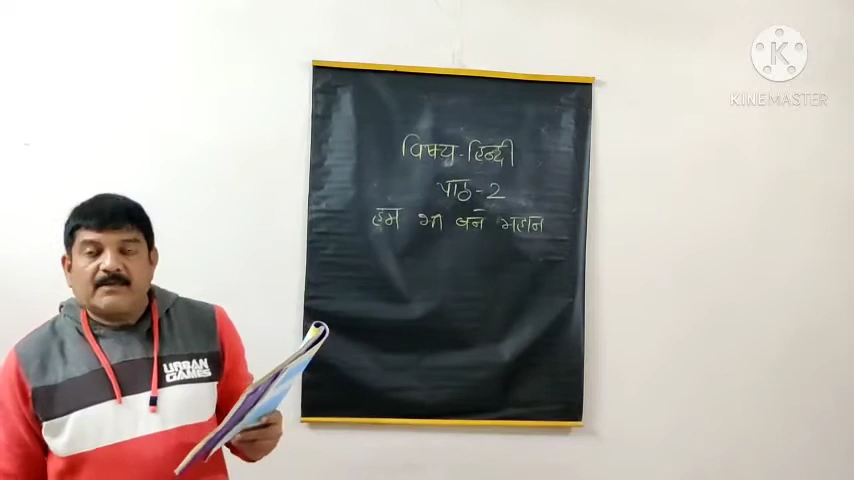 विषय - हिन्दी
पाठ - 2
हम भी बनें महान
URBAN
GAMES
KINEMASTER